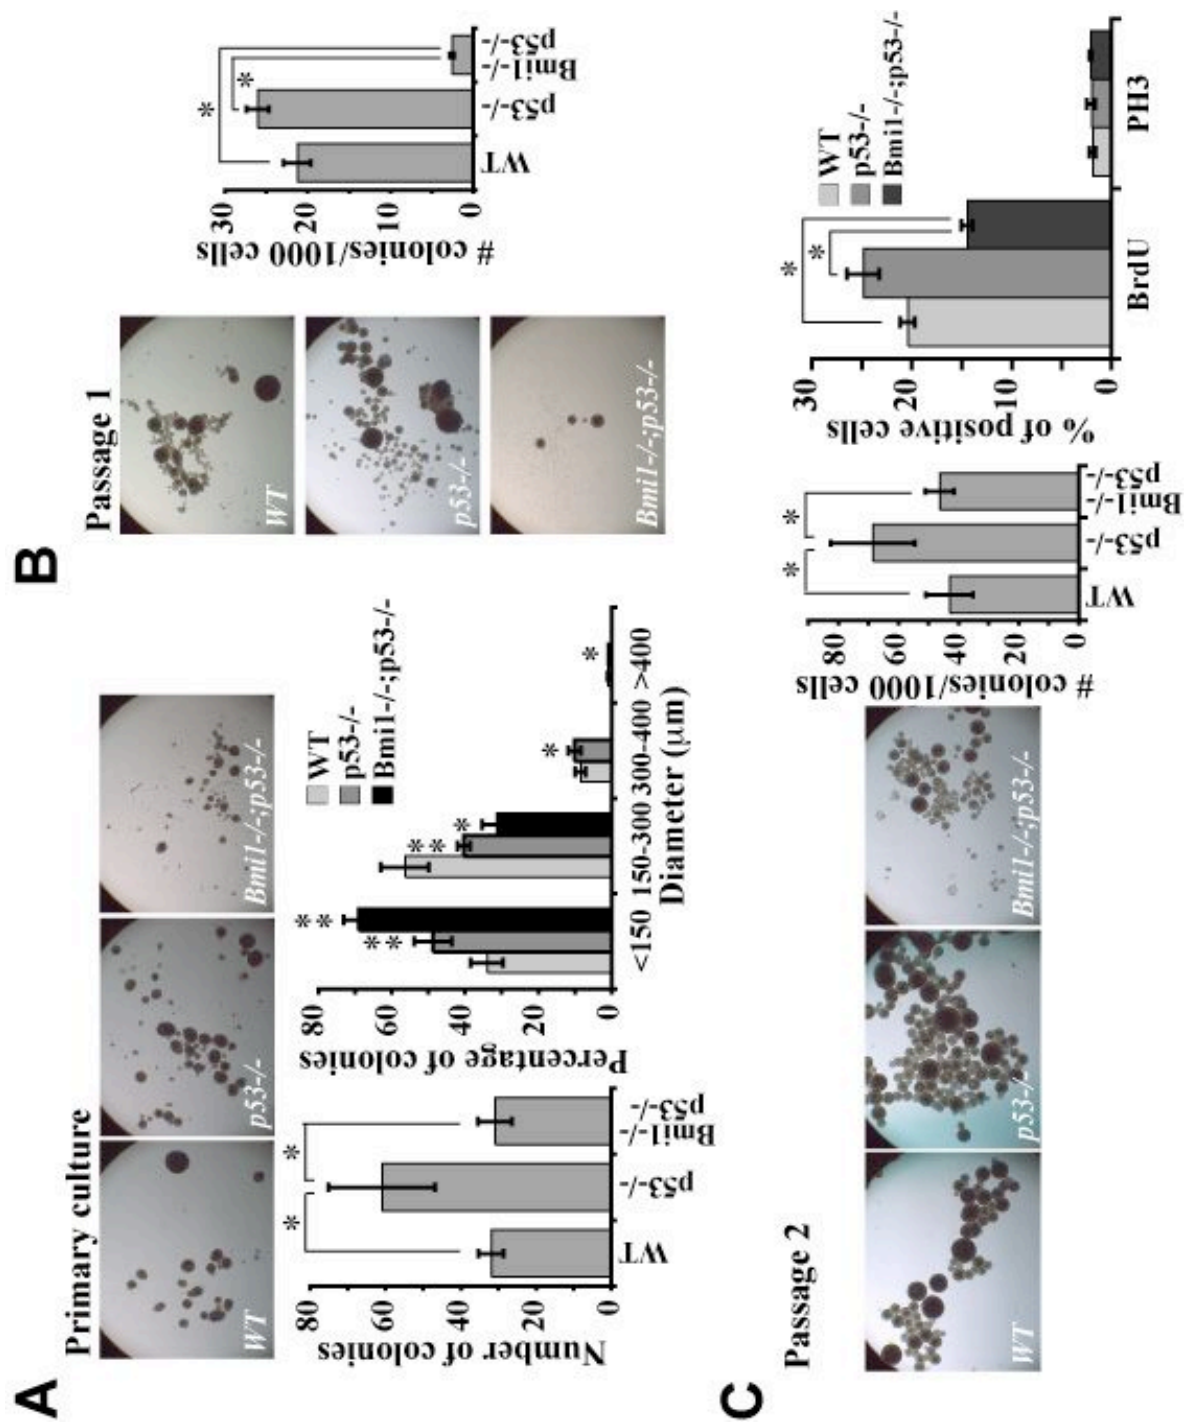 A
Primary culture
WT
p53-/-
Bmi1-/-;p53-/-
Number of colonies
80
60
40
20
0
* *
WT
p53-/-
Bmi1-/-
p53-/-
Percentage of colonies
80
60
40
20
0
WT
p53-/-
Bmi1-/-;p53-/-
** **
** *
*
*
<150 150-300 300-400 >400
Diameter (μm)
B
Passage 1
WT
p53-/-
Bmi1-/-;p53-/-
# colonies/1000 cells
30
20
10
0
*
*
WT
p53-/-
Bmi1-/-
p53-/-
C
Passage 2
WT
p53-/-
Bmi1-/-;p53-/-
# colonies/1000 cells
80
60
40
20
0
* *
WT
p53-/-
Bmi1-/-
p53-/-
% of positive cells
30
20
10
0
*
*
WT
p53-/-
Bmi1-/-;p53-/-
BrdU PH3